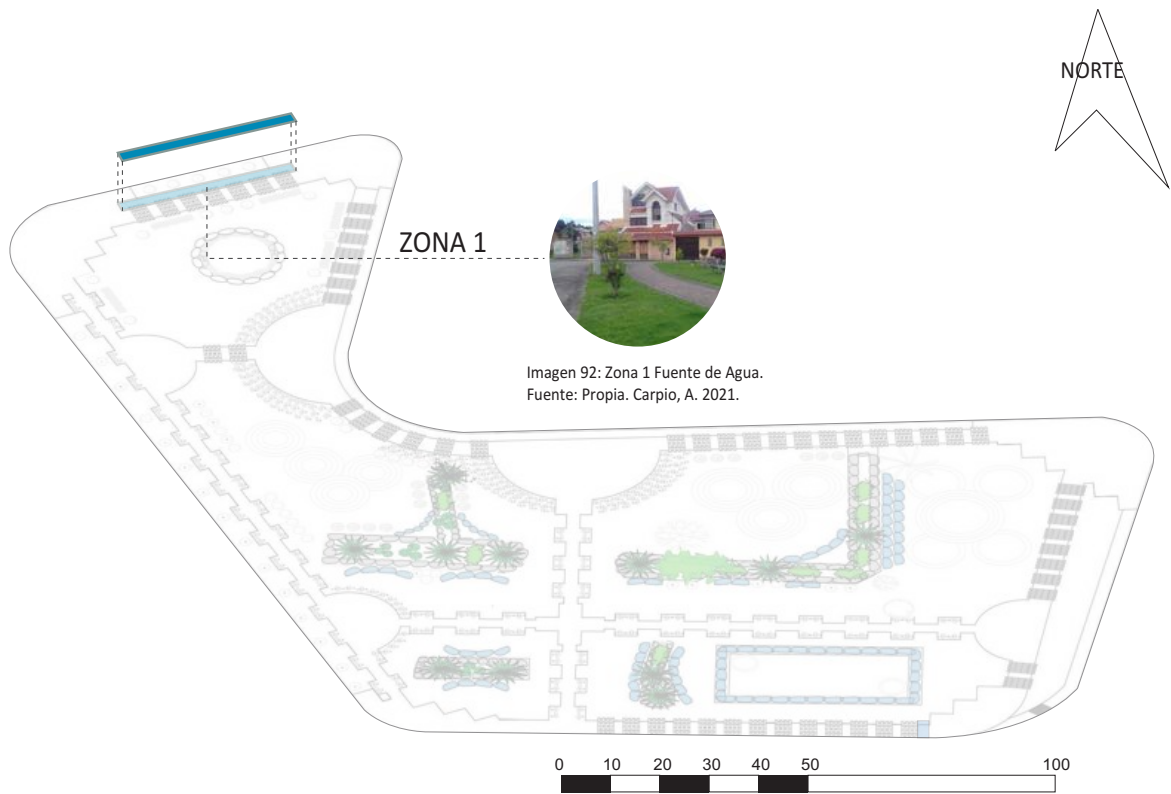 NORTE
ZONA 1
Imagen 92: Zona 1 Fuente de Agua.
Fuente: Propia. Carpio, A. 2021.
0 10 20 30 40 50 100